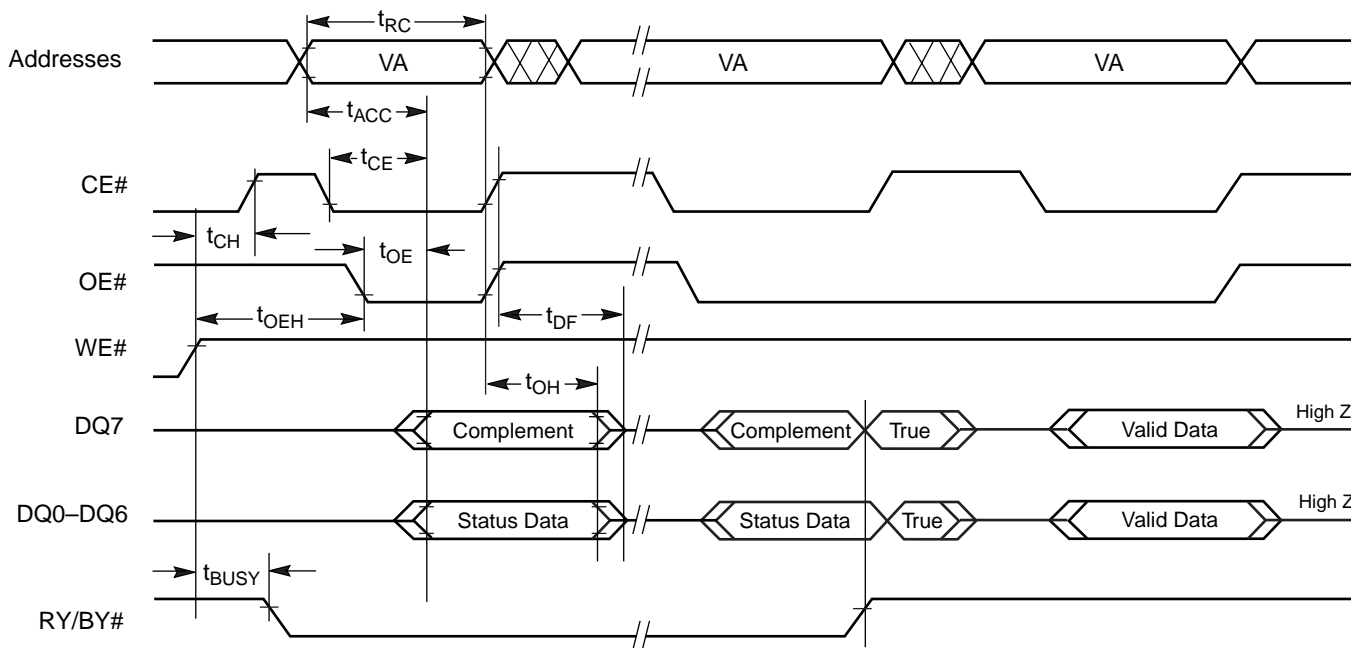 tRC
Addresses VA VA VA
tACC
tCE
CE#
tCH
tOE
OE#
tOEH tDF
WE#
tOH
DQ7 Complement Complement True Valid Data High Z
DQ0–DQ6 Status Data Status Data True Valid Data High Z
tBUSY
RY/BY#